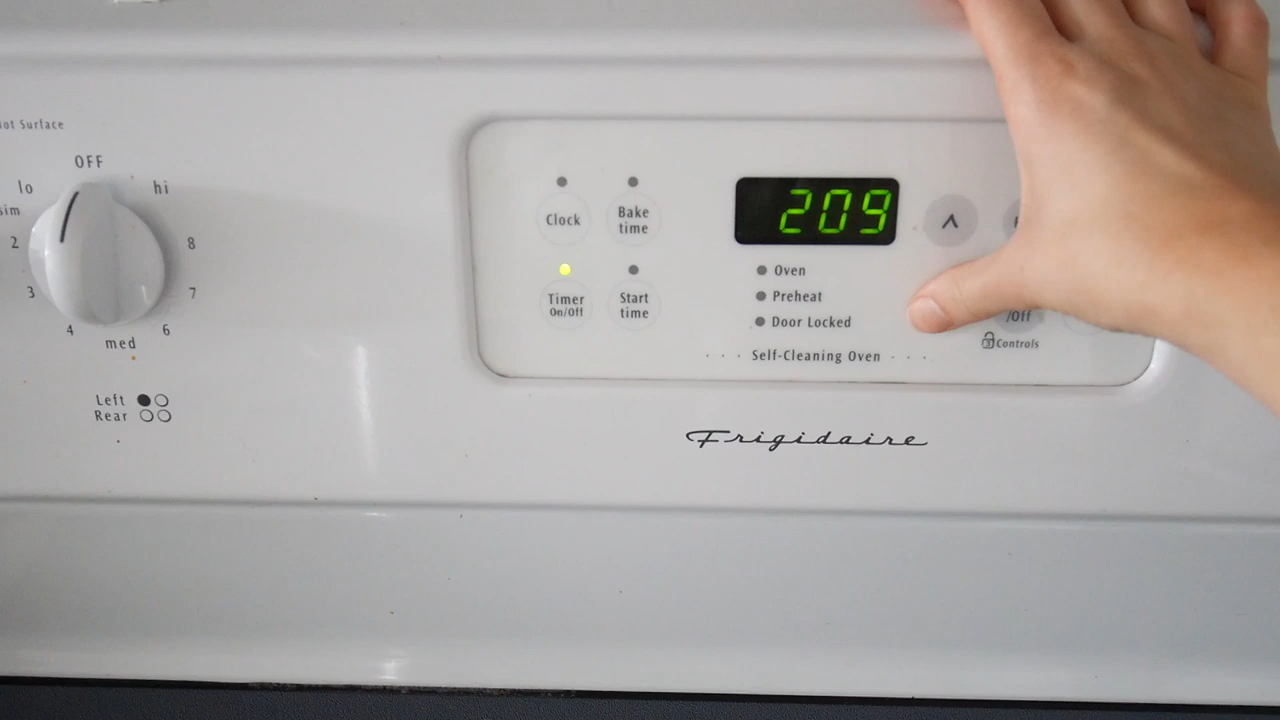 Surface
OFF
lo
hi
sim
2
8
3
7
4
6
med
Left
Rear
Clock
Bake
time
Timer
On/Off
Start
time
209
Oven
Preheat
Door Locked
Self-Cleaning Oven
/Off
Controls
Frigidaire